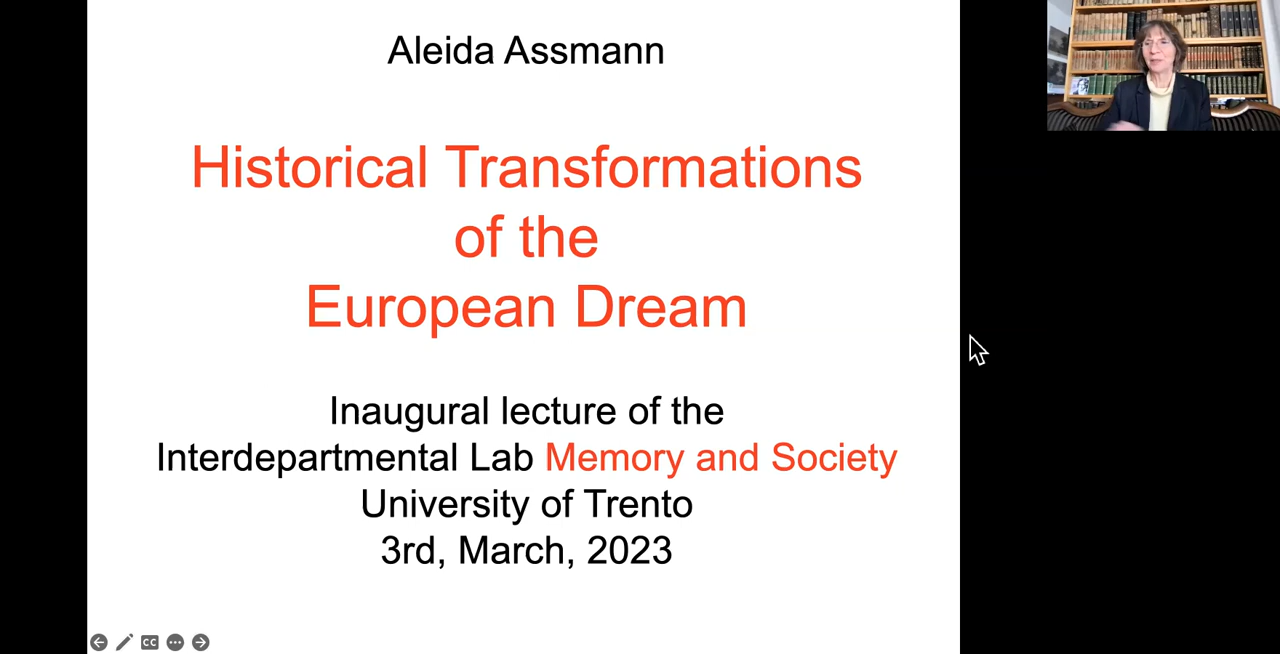 Aleida Assmann
Historical Transformations
of the
European Dream
Inaugural lecture of the
Interdepartmental Lab Memory and Society
University of Trento
3rd, March, 2023
CC